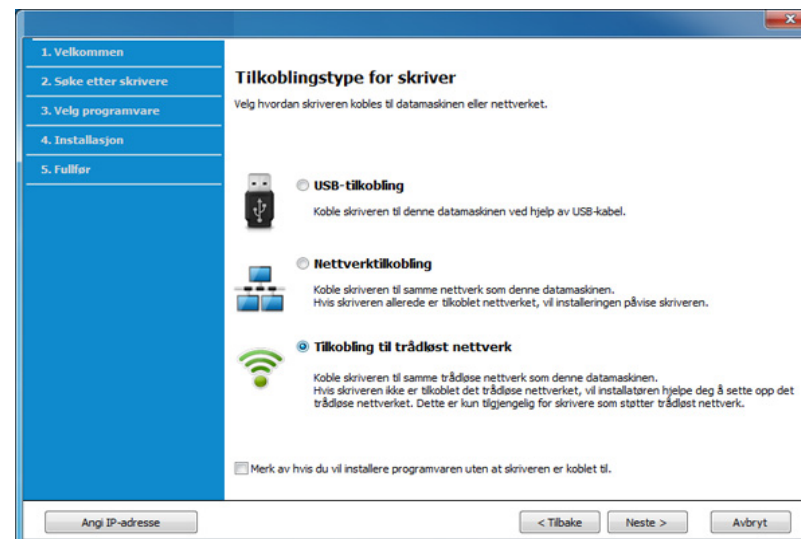 1. Velkommen
2. Søke etter skrivere
3. Velg programvare
4. Installasjon
5. Fullfør
Tilkoblingstype for skriver
Velg hvordan skriveren kobles til datamaskinen eller nettverket.
USB-tilkobling
Koble skriveren til denne datamaskinen ved hjelp av USB-kabel.
Nettverktilkobling
Koble skriveren til samme nettverk som denne datamaskinen.
Hvis skriveren allerede er tilkoblet nettverket, vil installeringen påvise skriveren.
Tilkobling til trådløst nettverk
Koble skriveren til samme trådløse nettverk som denne datamaskinen.
Hvis skriveren ikke er tilkoblet det trådløse nettverket, vil installatøren hjelpe deg å sette opp det
trådløse nettverket. Dette er kun tilgjengelig for skrivere som støtter trådløst nettverk.
Merk av hvis du vil installere programvaren uten at skriveren er koblet til.
Angi IP-adresse
< Tilbake
Neste >
Avbryt